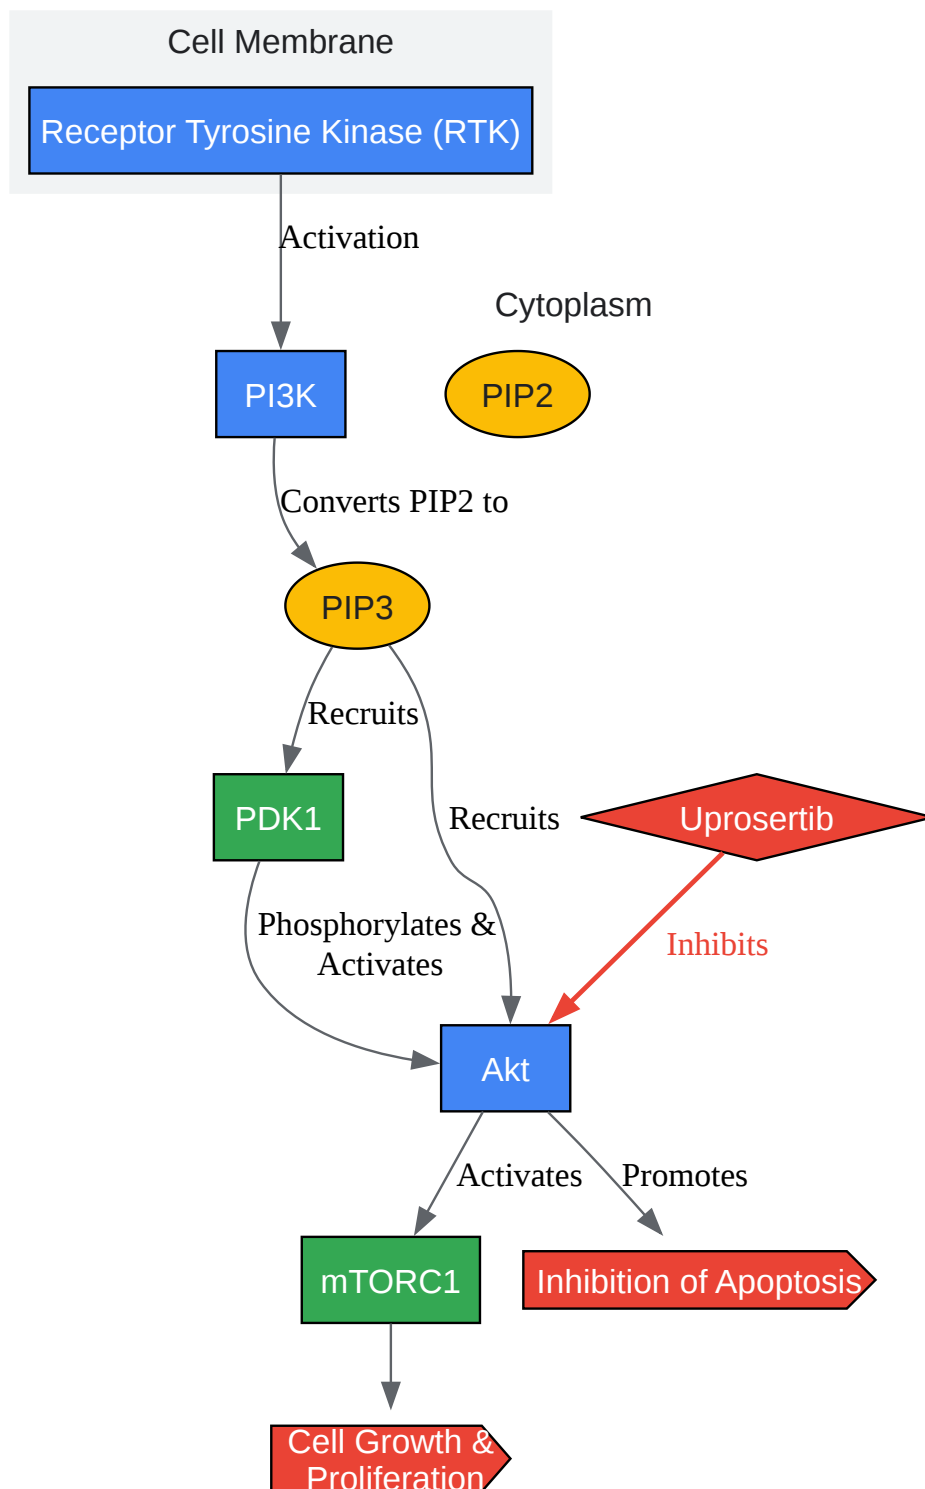 Cell Membrane
Receptor Tyrosine Kinase (RTK)
Activation
Cytoplasm
PI3K
PIP2
Converts PIP2 to
PIP3
Recruits
PDK1
Recruits
Uprosertib
Phosphorylates &
Activates
Inhibits
Akt
Activates
Promotes
mTORC1
Inhibition of Apoptosis
Cell Growth &
Proliferation